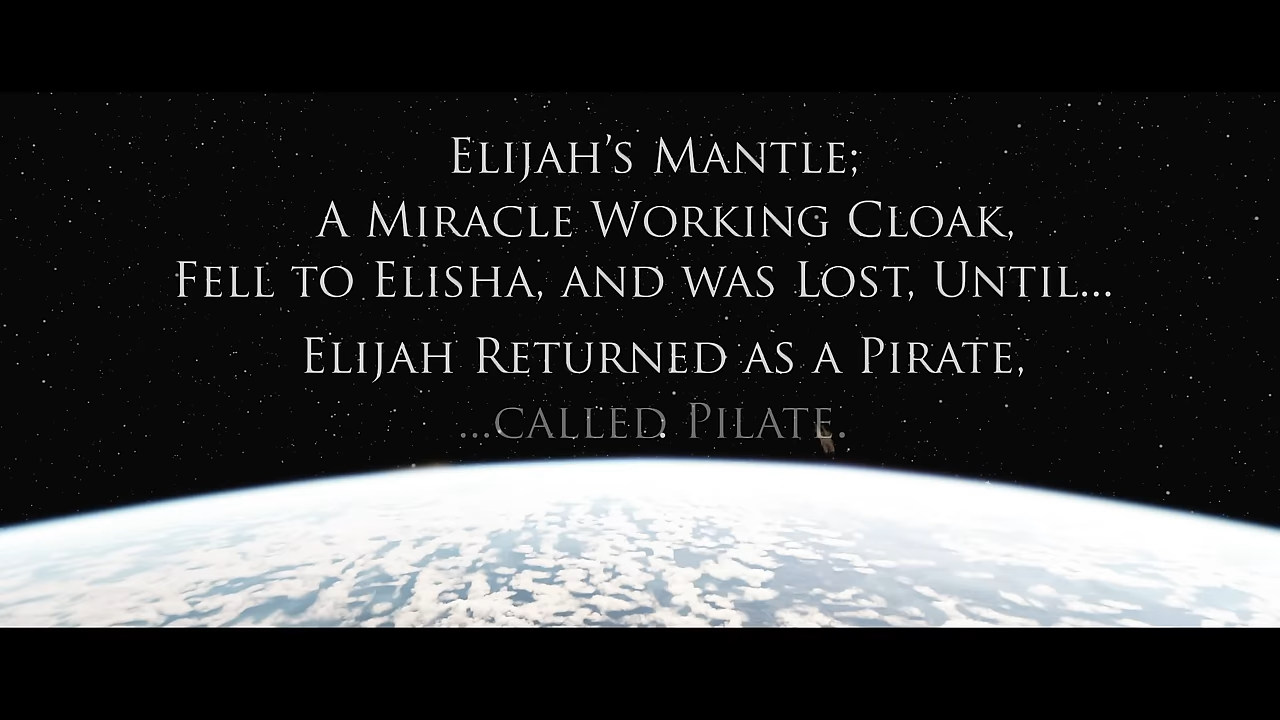 Elijah's Mantle;
A Miracle Working Cloak,
Fell to Elisha, and was Lost, Until...
Elijah Returned as a Pirate,
...called Pilate.